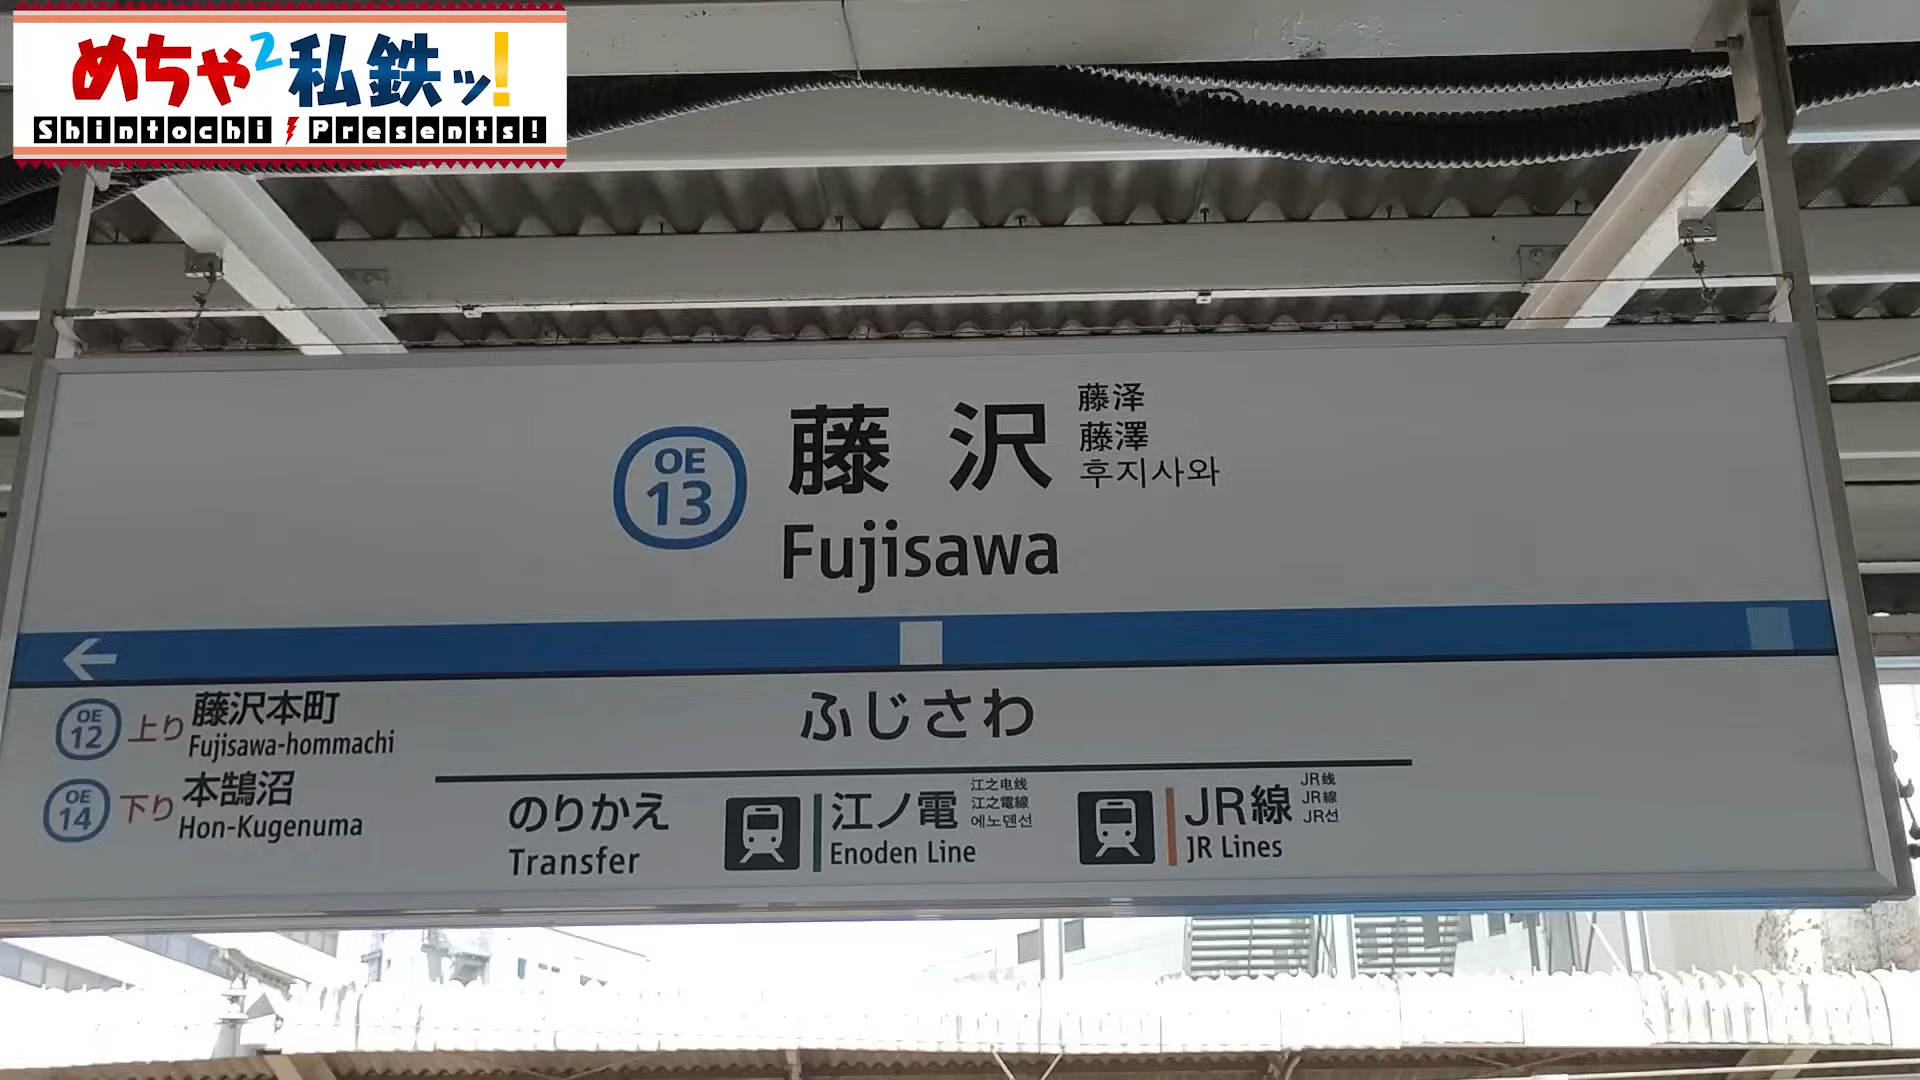 めちゃ2私鉄ッ!
Shintochi Presents!
OE
13
藤沢
藤泽
藤澤
후지사와
Fujisawa
←
ふじさわ
OE
12
上り
藤沢本町
Fujisawa-hommachi
OE
14
下り
本鵠沼
Hon-Kugenuma
のりかえ
Transfer
江ノ電
江之电线
江之電線
에노덴선
Enoden Line
JR線
JR线
JR線
JR선
JR Lines